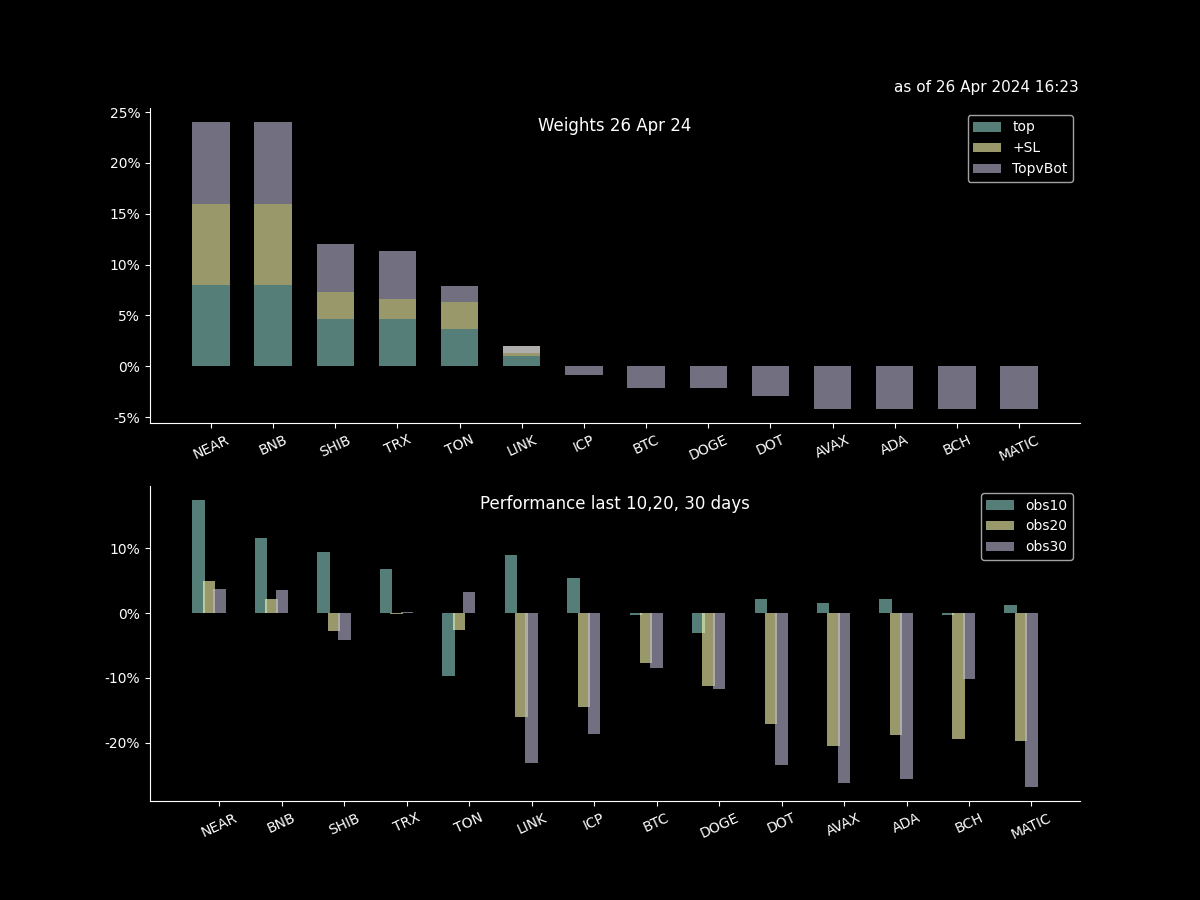 as of 26 Apr 2024 16:23
Weights 26 Apr 24
top
+SL
TopvBot
25%
20%
15%
10%
5%
0%
-5%
NEAR BNB SHIB TRX TON LINK ICP BTC DOGE DOT AVAX ADA BCH MATIC
Performance last 10,20, 30 days
obs10
obs20
obs30
10%
0%
-10%
-20%
NEAR BNB SHIB TRX TON LINK ICP BTC DOGE DOT AVAX ADA BCH MATIC